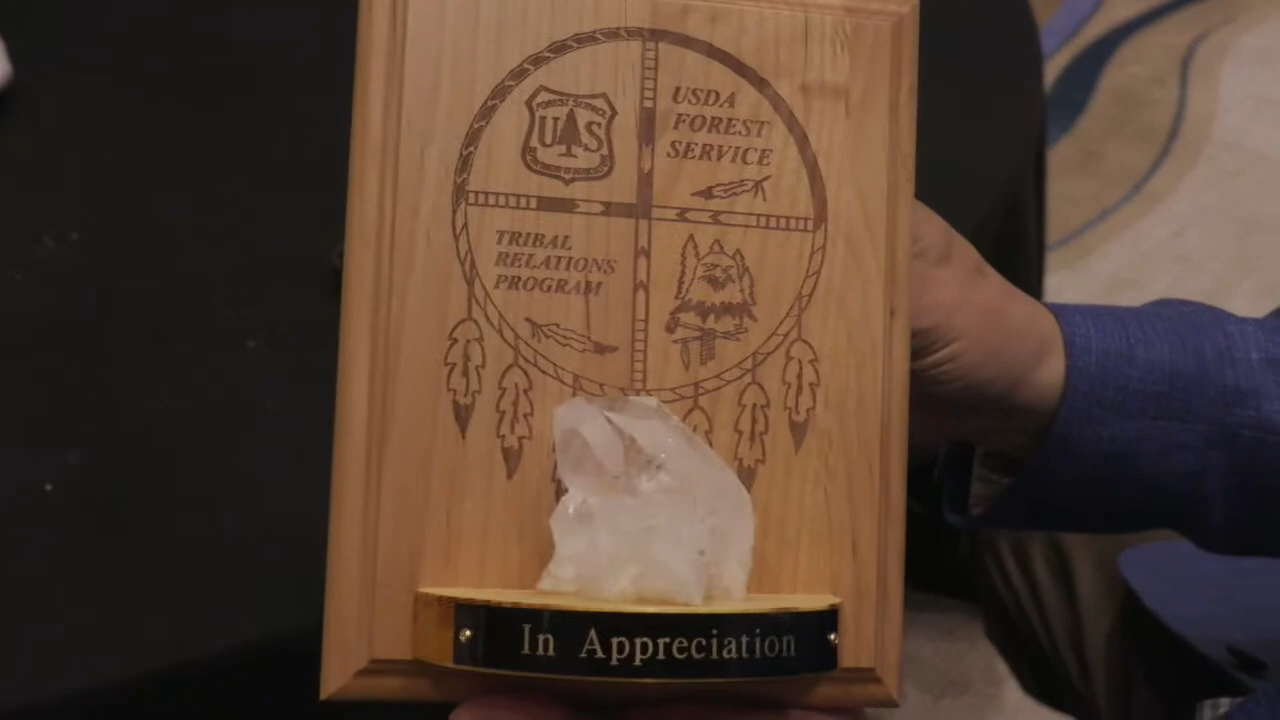 FOREST SERVICE
U S
USDA
FOREST
SERVICE
TRIBAL
RELATIONS
PROGRAM
In Appreciation